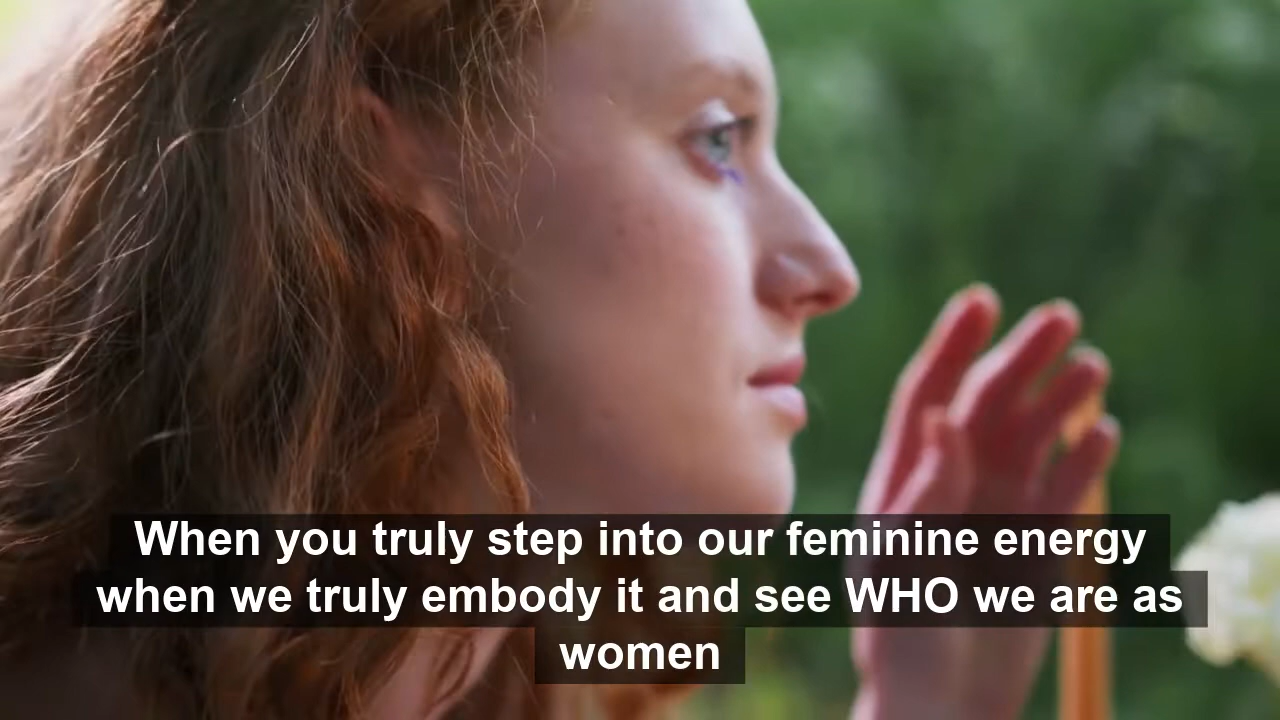 When you truly step into our feminine energy
when we truly embody it and see WHO we are as
women